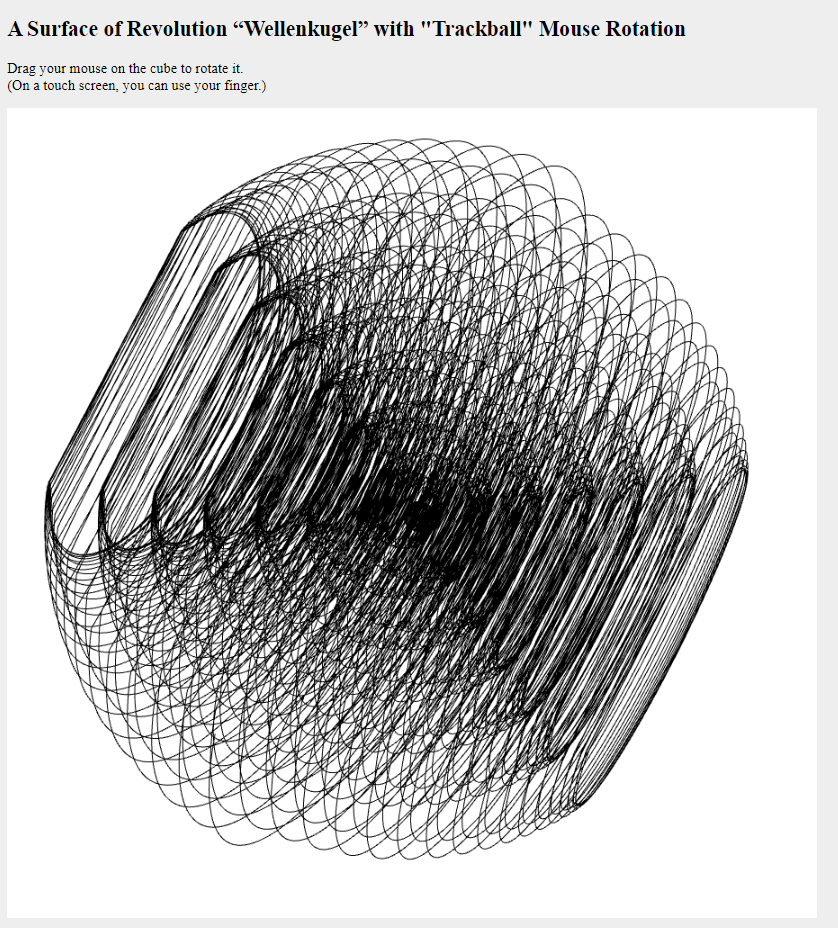 A Surface of Revolution “Wellenkugel” with "Trackball" Mouse Rotation
Drag your mouse on the cube to rotate it.
(On a touch screen, you can use your finger.)